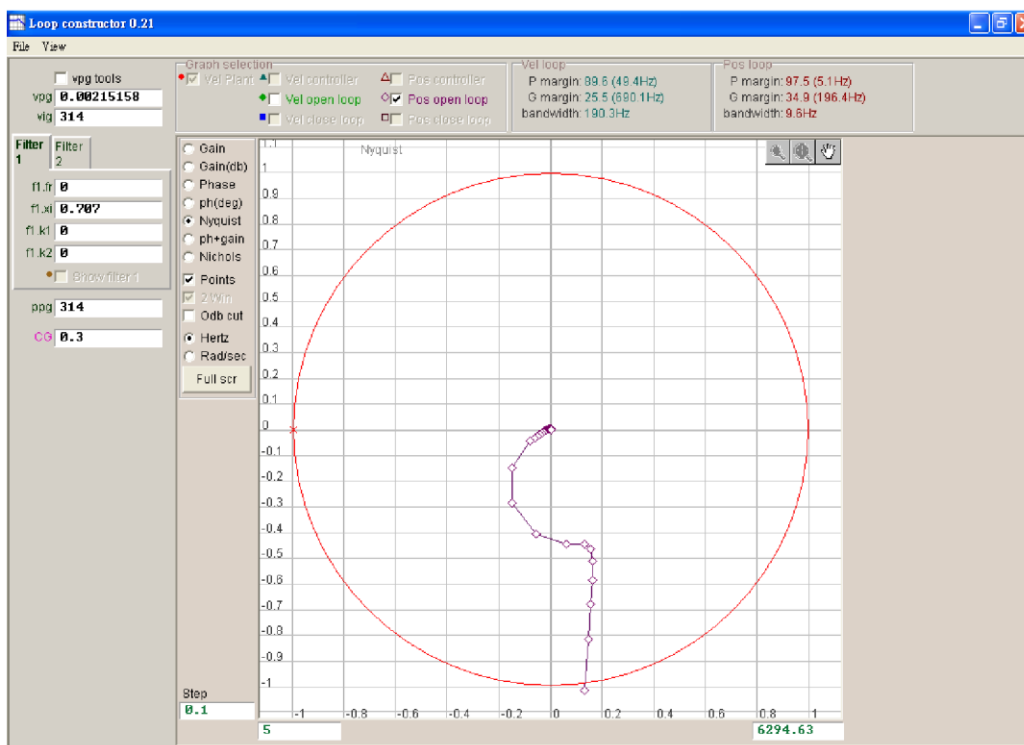 Loop constructor 0.21
File View
vpg tools
vpg 0.00215158
vig 314
Filter 1
Filter 2
f1.fr 0
f1.xi 0.707
f1.k1 0
f1.k2 0
Show filter 1
ppg 314
CG 0.3
Graph selection
Vel Plant
Vel controller
Pos controller
Vel open loop
Pos open loop
Vel close loop
Pos close loop
Vel loop
P margin: 89.6 (49.4Hz)
G margin: 25.5 (690.1Hz)
bandwidth: 190.3Hz
Pos loop
P margin: 97.5 (5.1Hz)
G margin: 34.9 (196.4Hz)
bandwidth: 9.6Hz
Gain
Gain(db)
Phase
ph(deg)
Nyquist
ph+gain
Nichols
Points
2 Win
Odb cut
Hertz
Rad/sec
Full scr
Step
0.1
Nyquist
1.1
1
0.9
0.8
0.7
0.6
0.5
0.4
0.3
0.2
0.1
0
-0.1
-0.2
-0.3
-0.4
-0.5
-0.6
-0.7
-0.8
-0.9
-1
-1 -0.8 -0.6 -0.4 -0.2 0 0.2 0.4 0.6 0.8 1
5
6294.63